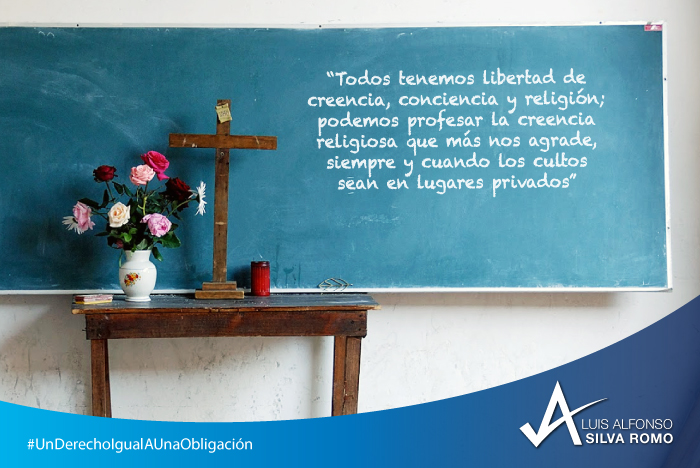 “Todos tenemos libertad de
creencia, conciencia y religión;
podemos profesar la creencia
religiosa que más nos agrade,
siempre y cuando los cultos
sean en lugares privados”
#UnDerechoIgualAUnaObligación
LUIS ALFONSO
SILVA ROMO